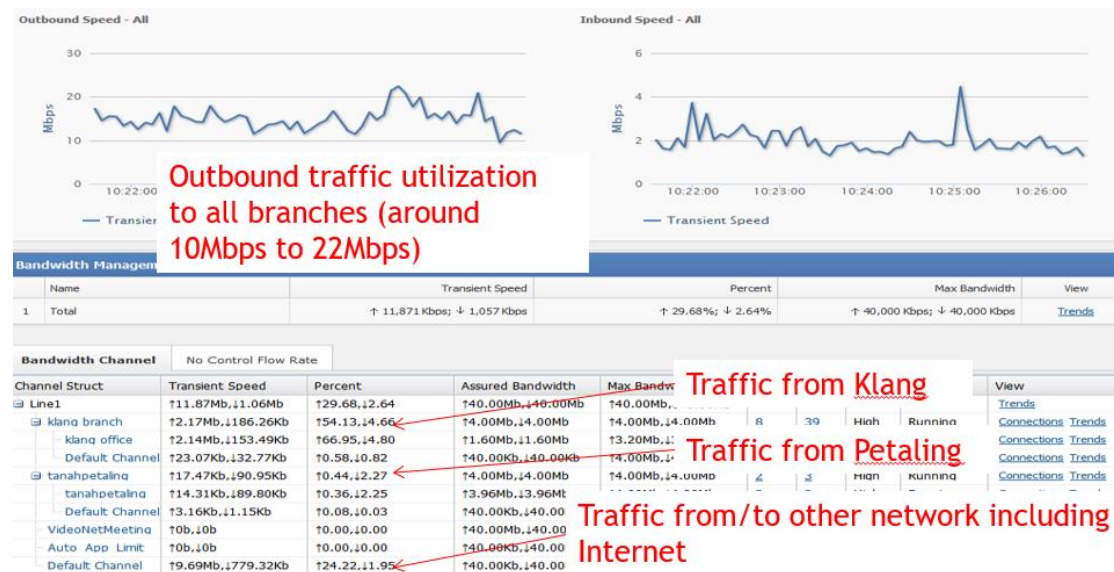 Outbound Speed - All
Inbound Speed - All
30
20
10
0
Mbps
10:22:00
Transient
6
4
2
0
Mbps
10:22:00 10:23:00 10:24:00 10:25:00 10:26:00
Transient Speed
Outbound traffic utilization
to all branches (around
10Mbps to 22Mbps)
Bandwidth Managem
Name Transient Speed Percent Max Bandwidth View
1 Total ↑ 11,871 Kbps; ↓ 1,057 Kbps ↑ 29.68%; ↓ 2.64% ↑ 40,000 Kbps; ↓ 40,000 Kbps Trends
Bandwidth Channel No Control Flow Rate
Channel Struct Transient Speed Percent Assured Bandwidth Max Bandw View
Line1 ↑11.87Mb,↓1.06Mb ↑29.68,↓2.64 ↑40.00Mb,↓40.00Mb ↑40.00Mb, Trends
klang branch ↑2.17Mb,↓186.26Kb ↑54.13,↓4.66 ↑4.00Mb,↓4.00Mb ↑4.00Mb,↓4.00Mb 8 39 High Running Connections Trends
klang office ↑2.14Mb,↓153.49Kb ↑66.95,↓4.80 ↑1.60Mb,↓1.60Mb ↑3.20Mb, Connections Trends
Default Channel ↑23.07Kb,↓32.77Kb ↑0.58,↓0.82 ↑40.00Kb,↓40.00Kb ↑4.00Mb, Connections Trends
tanahpetaling ↑17.47Kb,↓90.95Kb ↑0.44,↓2.27 ↑4.00Mb,↓4.00Mb ↑4.00Mb,↓4.00Mb 2 3 High Running Connections Trends
tanahpetaling ↑14.31Kb,↓89.80Kb ↑0.36,↓2.25 ↑3.96Mb,↓3.96Mb
Default Channel ↑3.16Kb,↓1.15Kb ↑0.08,↓0.03 ↑40.00Kb,↓40.00
VideoNetMeeting ↑0b,↓0b ↑0.00,↓0.00 ↑40.00Mb,↓40.00
Auto_App_Limit ↑0b,↓0b ↑0.00,↓0.00 ↑40.00Kb,↓40.00
Default Channel ↑9.69Mb,↓779.32Kb ↑24.22,↓1.95 ↑40.00Kb,↓40.00
Traffic from Klang
Traffic from Petaling
Traffic from/to other network including
Internet